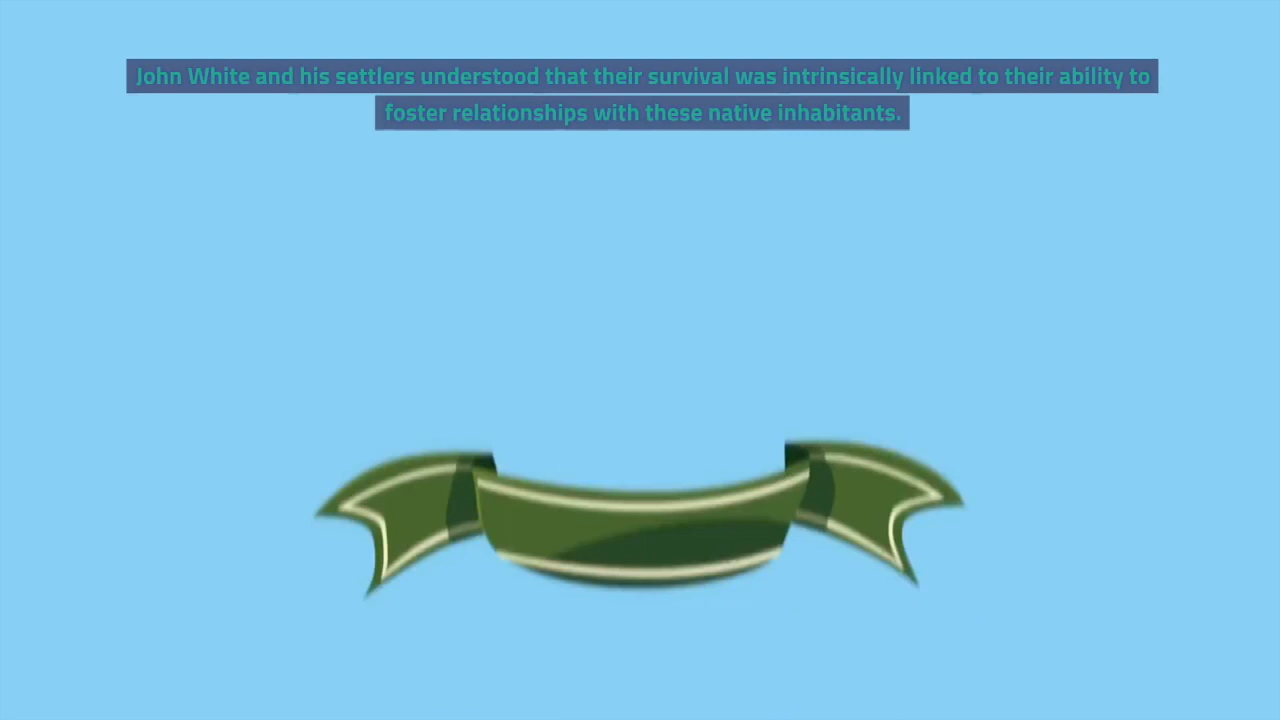 John White and his settlers understood that their survival was intrinsically linked to their ability to
foster relationships with these native inhabitants.